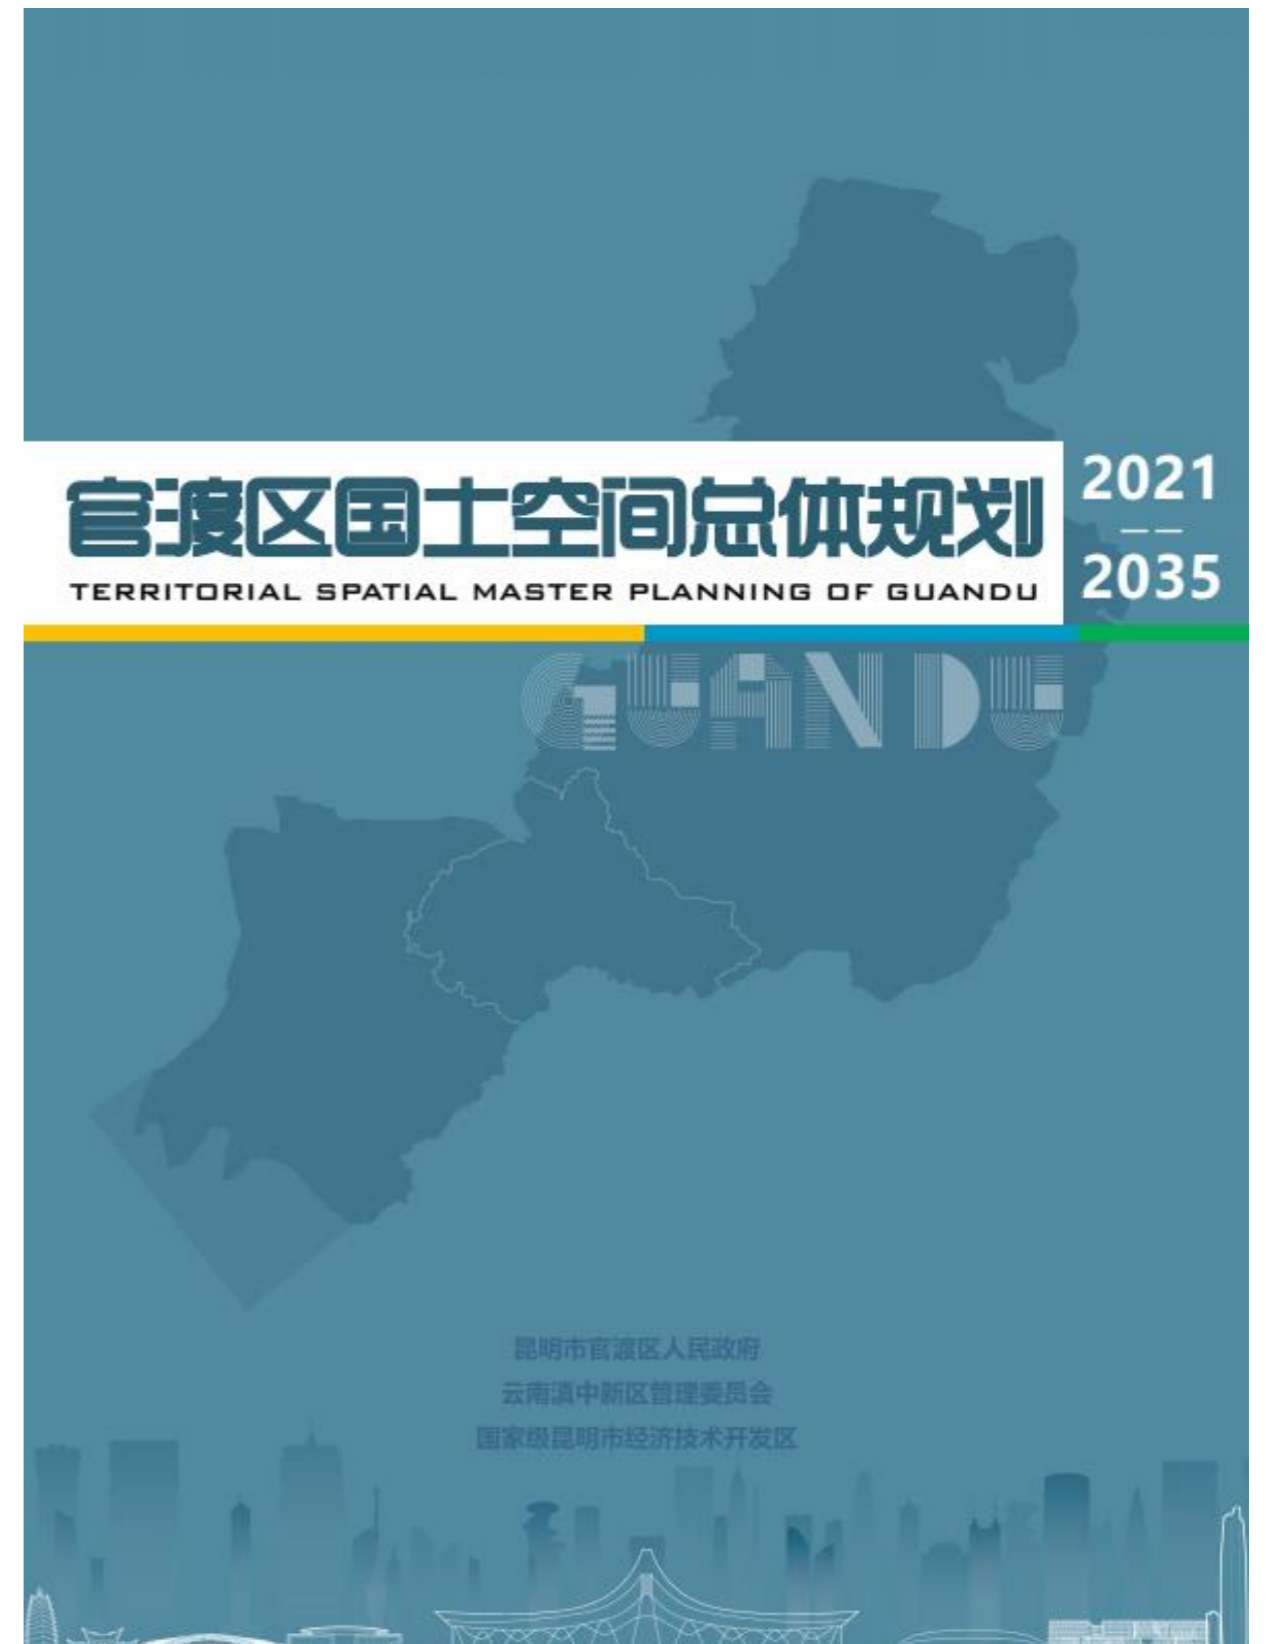 官渡区国土空间总体规划
TERRITORIAL SPATIAL MASTER PLANNING OF GUANDU
2021
——
2035
GUANDU
昆明市官渡区人民政府
云南滇中新区管理委员会
国家级昆明市经济技术开发区